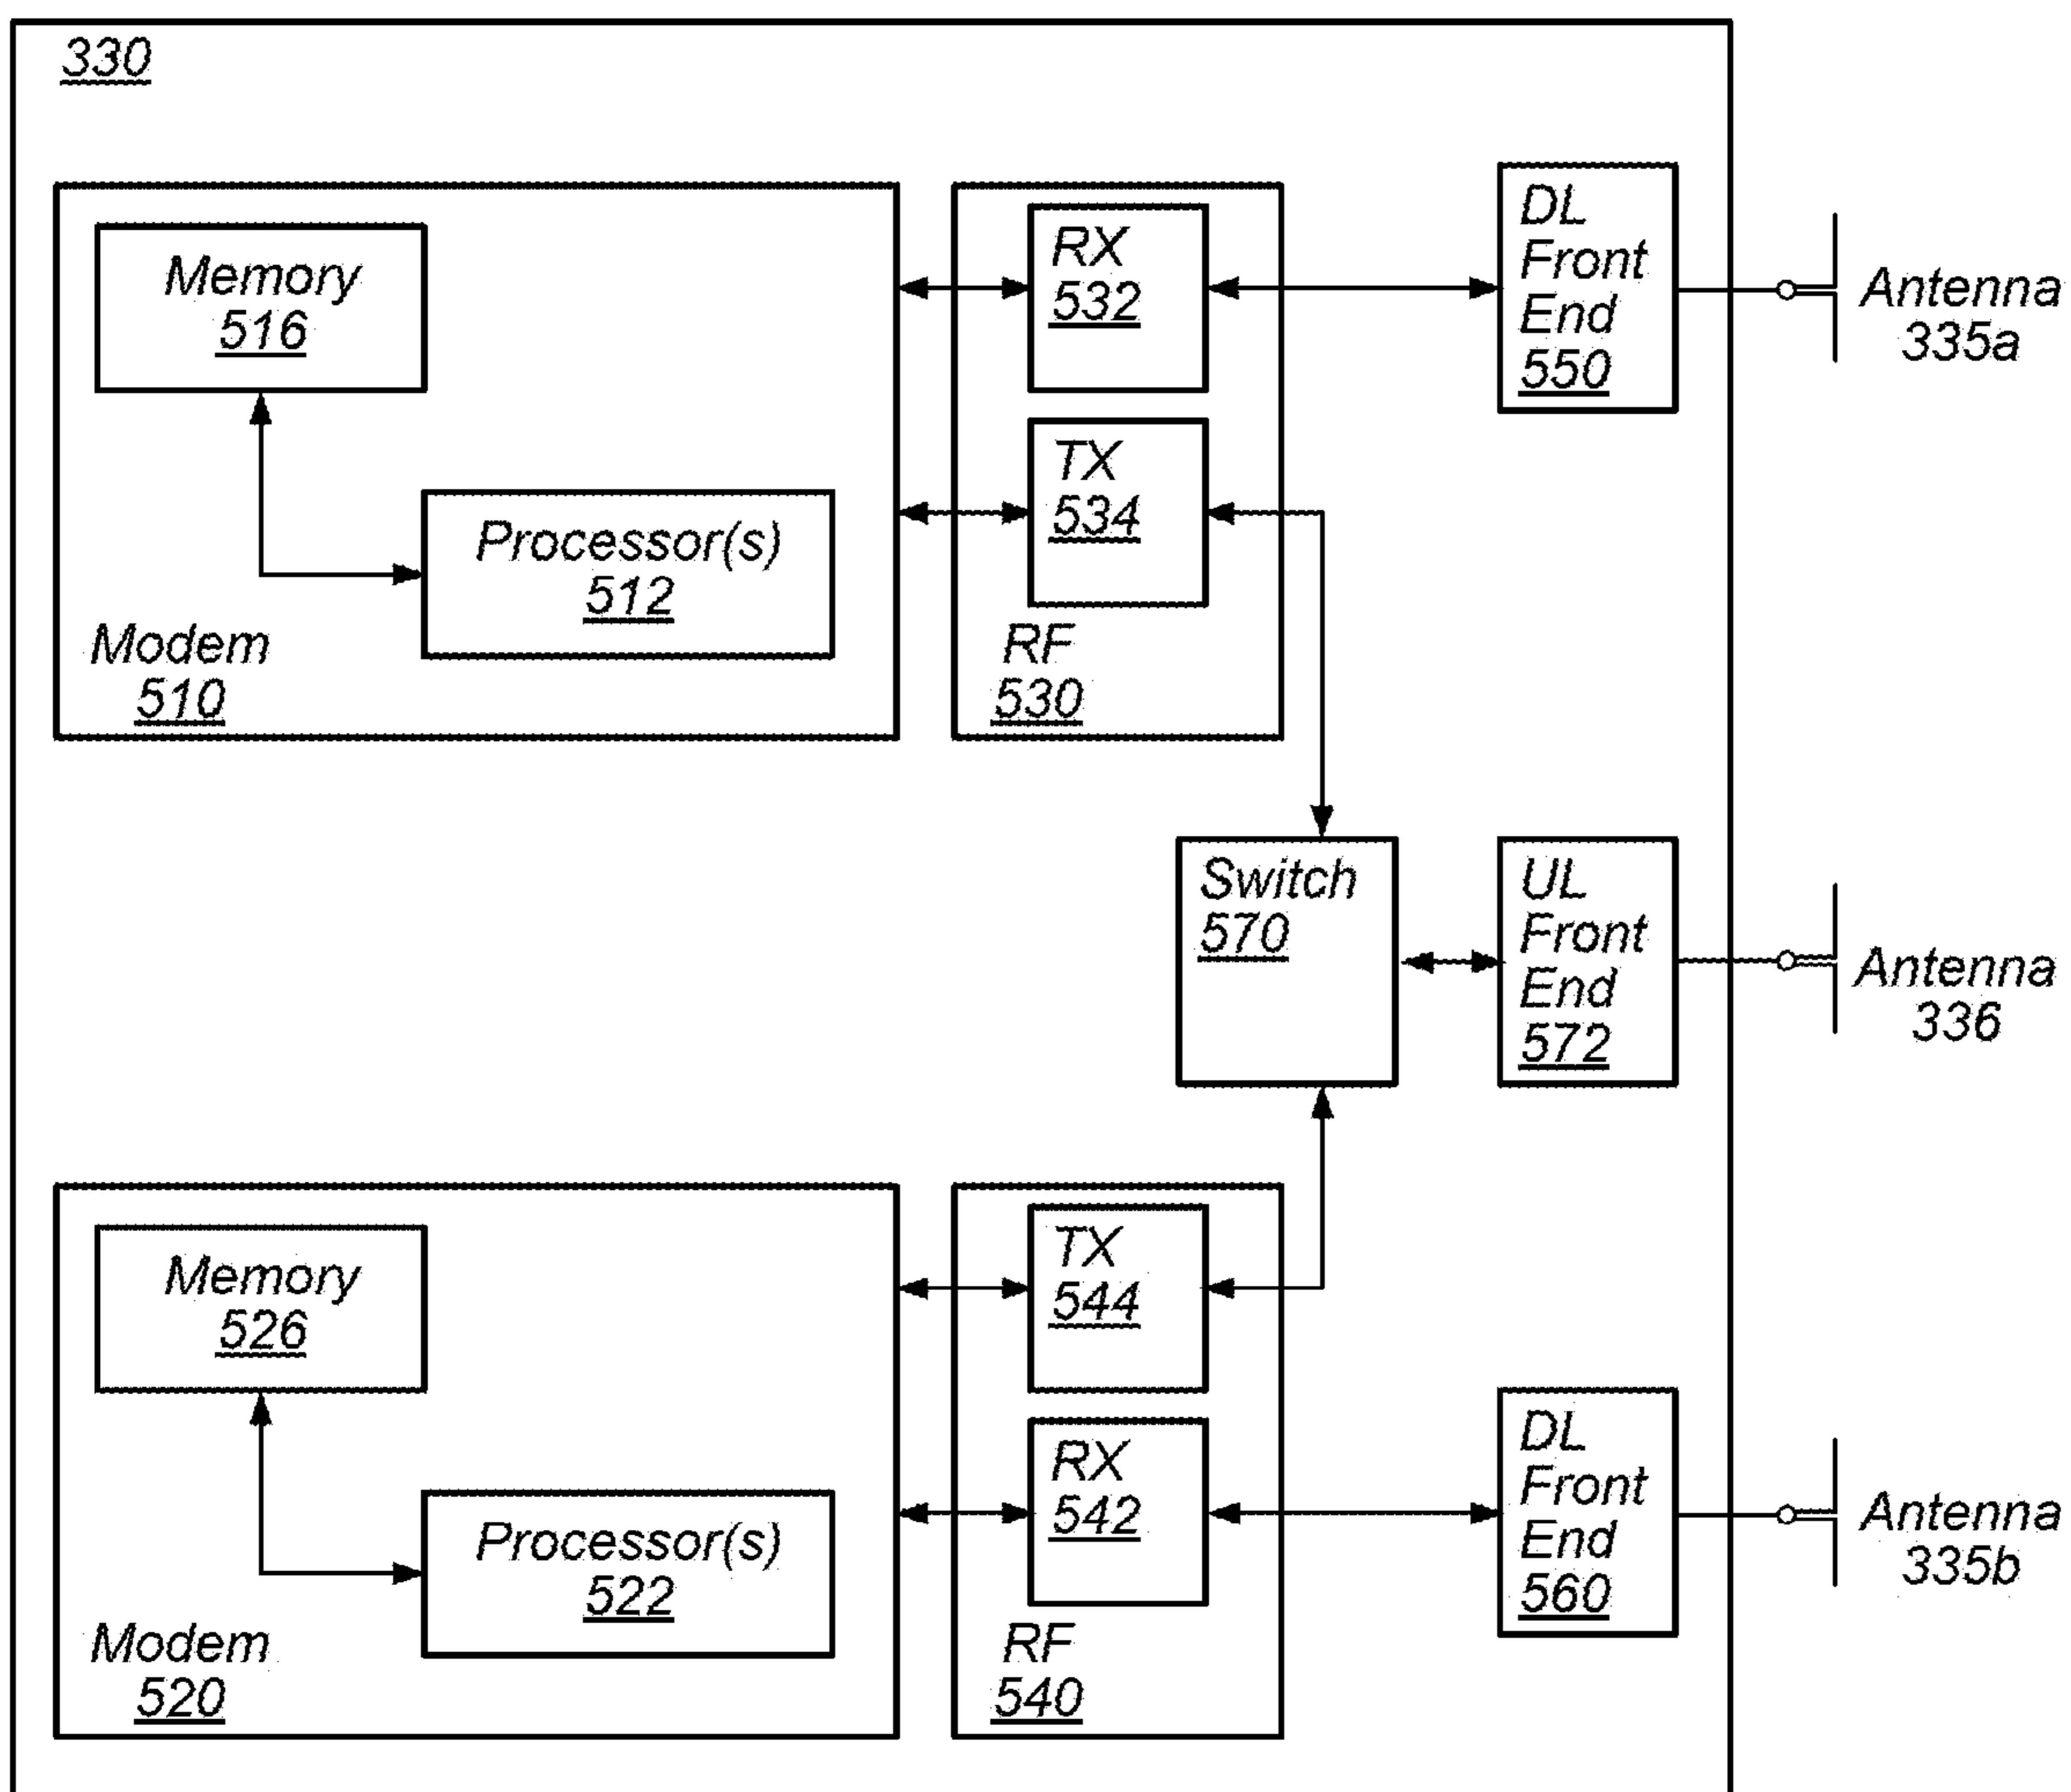 330
Memory
516
Processor(s)
512
Modem
510
RX
532
TX
534
RF
530
DL
Front
End
550
Antenna
335a
Switch
570
UL
Front
End
572
Antenna
336
Memory
526
Processor(s)
522
Modem
520
TX
544
RX
542
RF
540
DL
Front
End
560
Antenna
335b